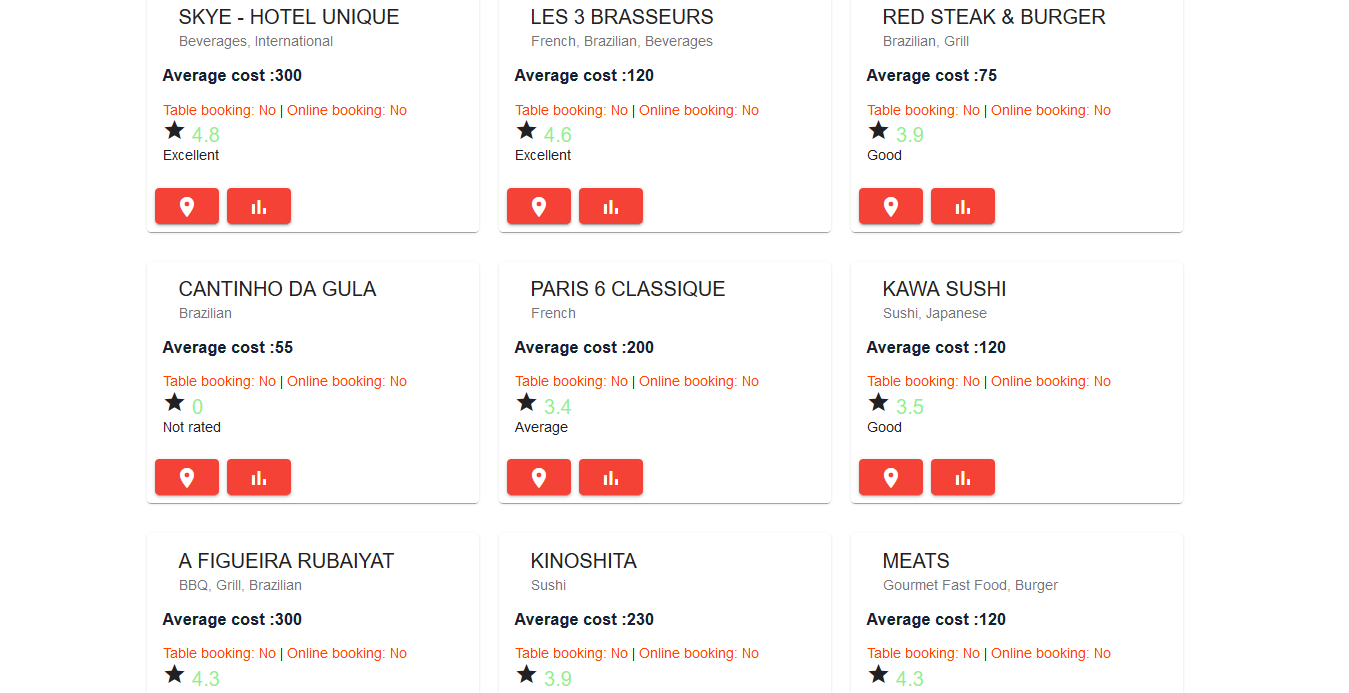 SKYE - HOTEL UNIQUE
Beverages, International
Average cost :300
Table booking: No | Online booking: No
4.8
Excellent
LES 3 BRASSEURS
French, Brazilian, Beverages
Average cost :120
Table booking: No | Online booking: No
4.6
Excellent
RED STEAK & BURGER
Brazilian, Grill
Average cost :75
Table booking: No | Online booking: No
3.9
Good
CANTINHO DA GULA
Brazilian
Average cost :55
Table booking: No | Online booking: No
0
Not rated
PARIS 6 CLASSIQUE
French
Average cost :200
Table booking: No | Online booking: No
3.4
Average
KAWA SUSHI
Sushi, Japanese
Average cost :120
Table booking: No | Online booking: No
3.5
Good
A FIGUEIRA RUBAIYAT
BBQ, Grill, Brazilian
Average cost :300
Table booking: No | Online booking: No
4.3
KINOSHITA
Sushi
Average cost :230
Table booking: No | Online booking: No
3.9
MEATS
Gourmet Fast Food, Burger
Average cost :120
Table booking: No | Online booking: No
4.3